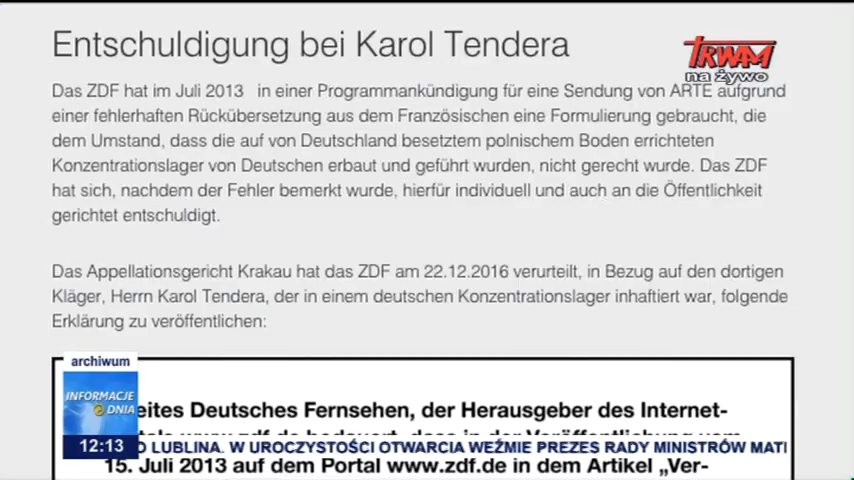 Entschuldigung bei Karol Tendera
TRWAM
na żywo
Das ZDF hat im Juli 2013 in einer Programmankündigung für eine Sendung von ARTE aufgrund
einer fehlerhaften Rückübersetzung aus dem Französischen eine Formulierung gebraucht, die
dem Umstand, dass die auf von Deutschland besetztem polnischem Boden errichteten
Konzentrationslager von Deutschen erbaut und geführt wurden, nicht gerecht wurde. Das ZDF
hat sich, nachdem der Fehler bemerkt wurde, hierfür individuell und auch an die Öffentlichkeit
gerichtet entschuldigt.
Das Appellationsgericht Krakau hat das ZDF am 22.12.2016 verurteilt, in Bezug auf den dortigen
Kläger, Herrn Karol Tendera, der in einem deutschen Konzentrationslager inhaftiert war, folgende
Erklärung zu veröffentlichen:
archiwum
INFORMACJE
DNIA
eites Deutsches Fernsehen, der Herausgeber des Internet-
12:13
O LUBLINA. W UROCZYSTOŚCI OTWARCIA WEŹMIE PREZES RADY MINISTRÓW MATI
15. Juli 2013 auf dem Portal www.zdf.de in dem Artikel „Ver-